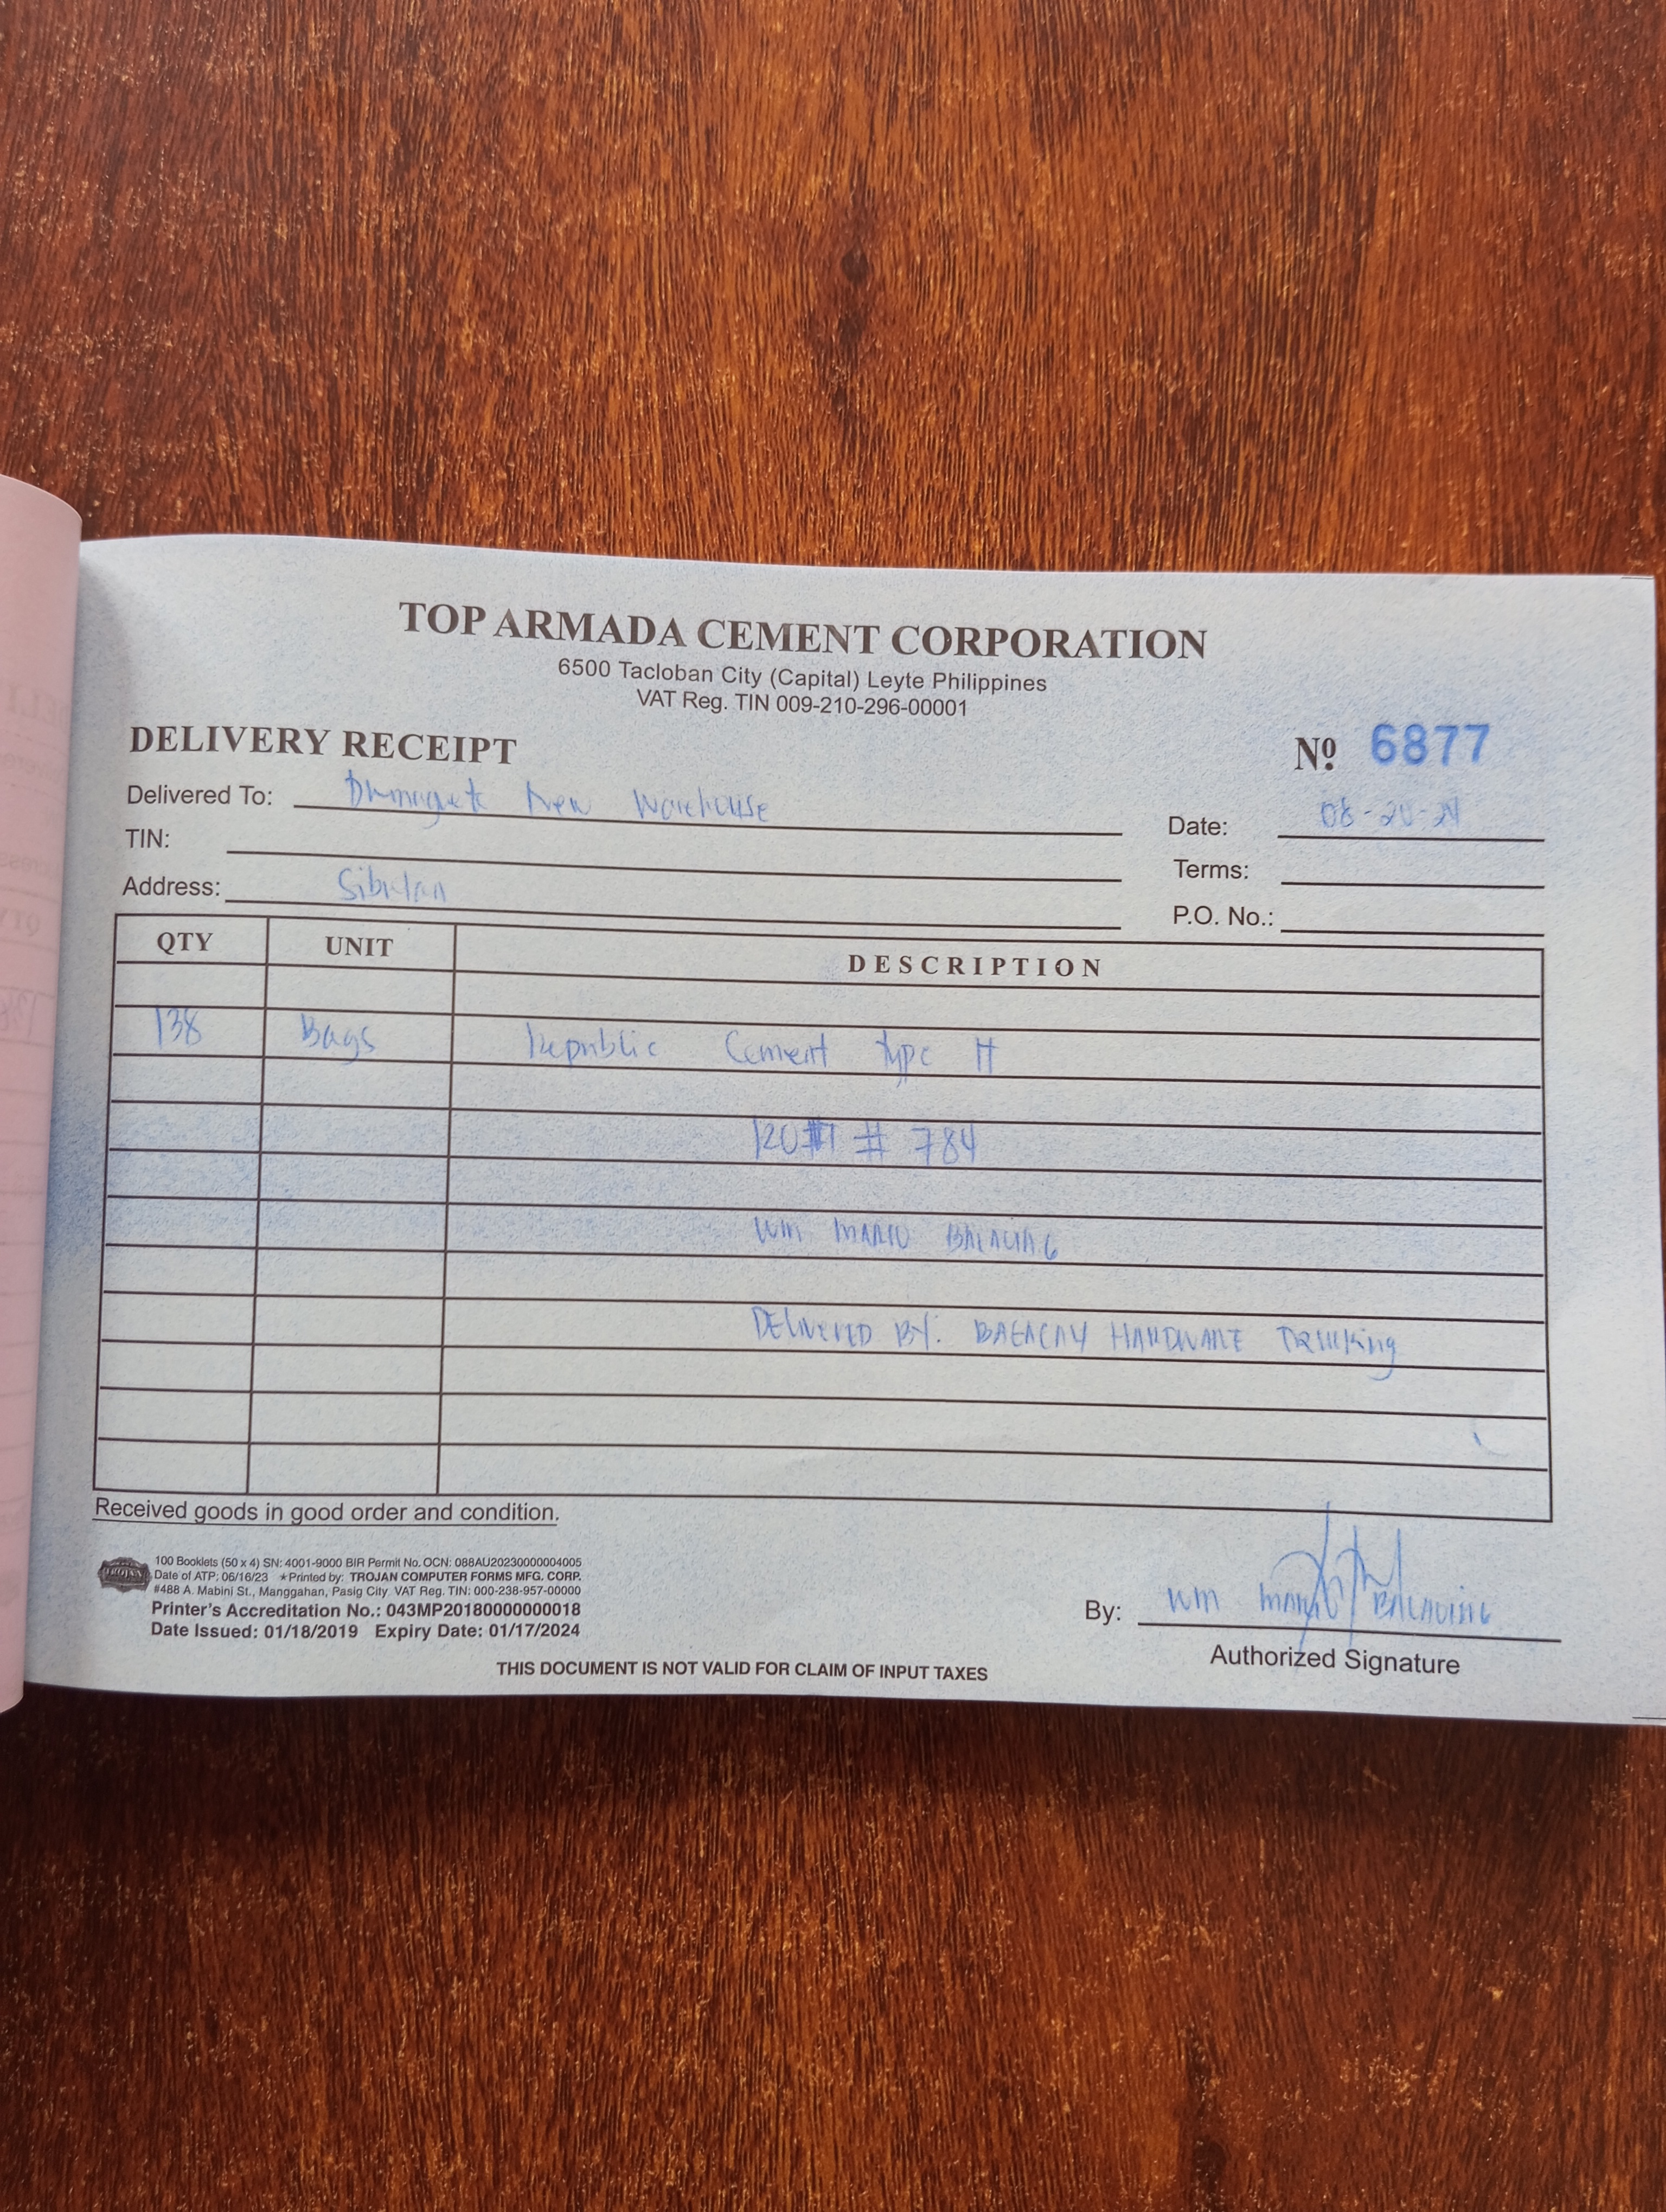 TOP ARMADA CEMENT CORPORATION
6500 Tacloban City (Capital) Leyte Philippines
VAT Reg. TIN 009-210-296-00001
DELIVERY RECEIPT
Nº 6877
Delivered To: Dumaguete New Warehouse
Date: 08-20-24
TIN:
Terms:
Address: Sibulan
P.O. No.:
QTY UNIT DESCRIPTION
138 Bags Republic Cement Type
# 784
WM MARIO
DELIVERED BY: BAGACAY HARDWARE TRUCKing
Received goods in good order and condition.
TROJAN
100 Booklets (50 x 4) SN: 4001-9000 BIR Permit No. OCN: 088AU20230000004005
Date of ATP: 06/16/23 ★Printed by: TROJAN COMPUTER FORMS MFG. CORP.
#488 A. Mabini St., Manggahan, Pasig City VAT Reg. TIN: 000-238-957-00000
Printer's Accreditation No.: 043MP20180000000018
Date Issued: 01/18/2019 Expiry Date: 01/17/2024
By: WM MARIO
Authorized Signature
THIS DOCUMENT IS NOT VALID FOR CLAIM OF INPUT TAXES